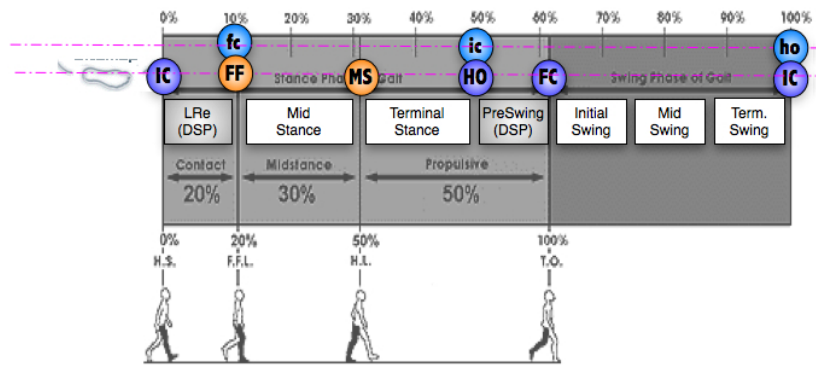 0% 10% 20% 30% 40% 50% 60% 70% 80% 90% 100%
fc ic ho
IC FF Stance Pha Gait MS HO FC Swing Phase of Gait IC
LRe Mid Terminal PreSwing Initial Mid Term.
(DSP) Stance Stance (DSP) Swing Swing Swing
Contact Midstance Propulsive
20% 30% 50%
0% 20% 50% 100%
H.S. F.F.L. H.L. T.O.